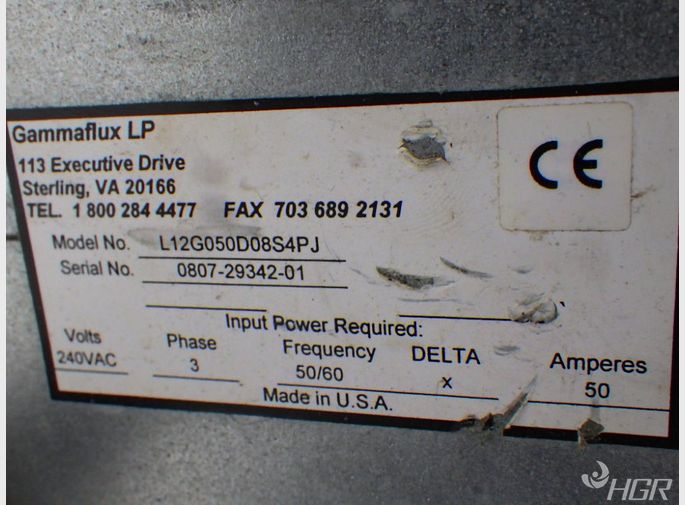 Gammaflux LP
113 Executive Drive
Sterling, VA 20166
TEL. 1 800 284 4477 FAX 703 689 2131
CE
Model No. L12G050D08S4PJ
Serial No. 0807-29342-01
Input Power Required:
Volts Phase Frequency DELTA Amperes
240VAC 3 50/60 x 50
Made in U.S.A.
HGR